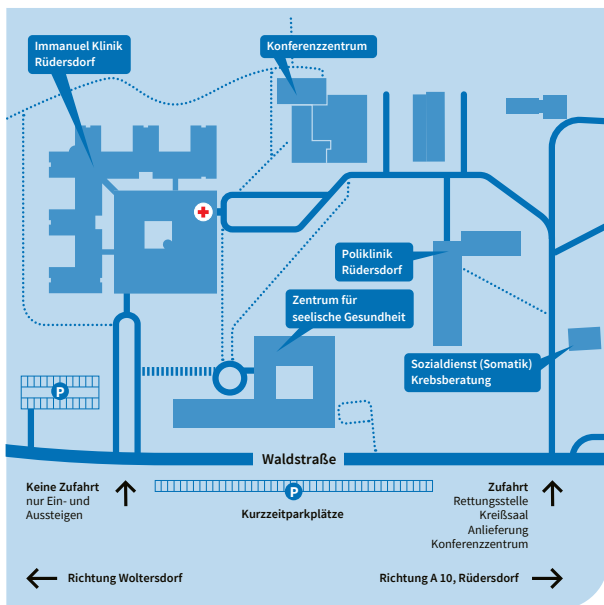 Immanuel Klinik
Rüdersdorf
Konferenzzentrum
Poliklinik
Rüdersdorf
Zentrum für
seelische Gesundheit
Sozialdienst (Somatik)
Krebsberatung
P
Waldstraße
Keine Zufahrt
nur Ein- und
Aussteigen
P
Kurzzeitparkplätze
Zufahrt
Rettungsstelle
Kreißsaal
Anlieferung
Konferenzzentrum
Richtung Woltersdorf
Richtung A 10, Rüdersdorf